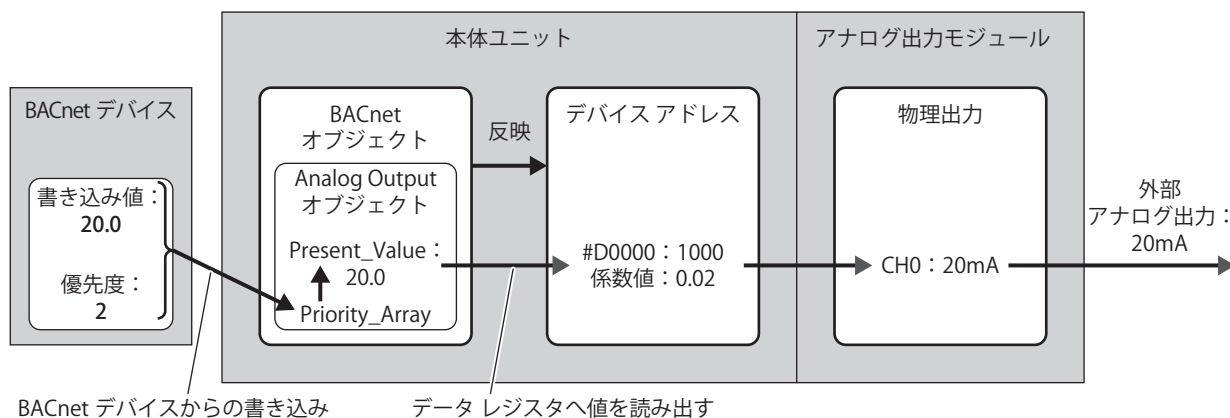 本体ユニット
アナログ出力モジュール
BACnet デバイス
書き込み値：
20.0
優先度：
2
BACnet
オブジェクト
Analog Output
オブジェクト
Present_Value：
20.0
Priority_Array
反映
デバイス アドレス
#D0000：1000
係数値：0.02
物理出力
CH0：20mA
外部
アナログ出力：
20mA
BACnet デバイスからの書き込み
データ レジスタへ値を読み出す